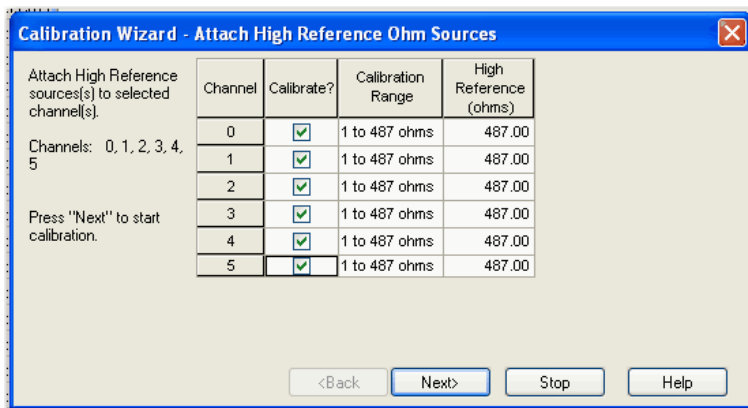 Calibration Wizard - Attach High Reference Ohm Sources
Attach High Reference
sources(s) to selected
channel(s).
Channels: 0, 1, 2, 3, 4,
5
Press "Next" to start
calibration.
Channel Calibrate? Calibration Range High Reference (ohms)
0 1 to 487 ohms 487.00
1 1 to 487 ohms 487.00
2 1 to 487 ohms 487.00
3 1 to 487 ohms 487.00
4 1 to 487 ohms 487.00
5 1 to 487 ohms 487.00
<Back Next> Stop Help